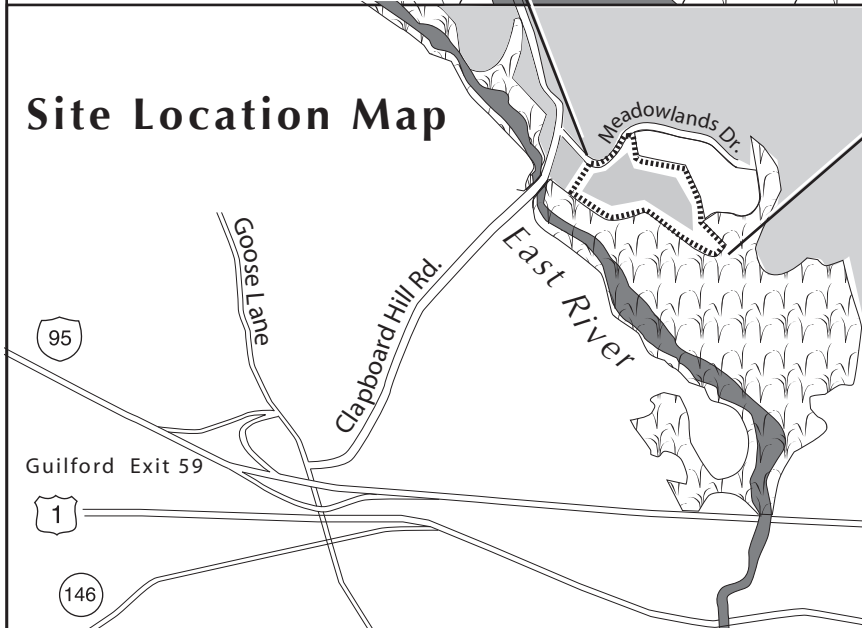 Site Location Map
Meadowlands Dr.
Goose Lane
East River
Clapboard Hill Rd.
95
Guilford Exit 59
1
146